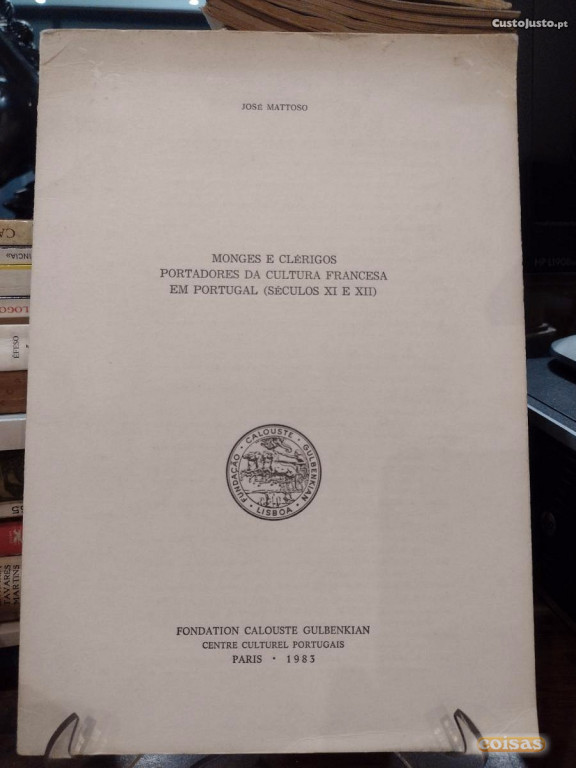 CustoJusto.pt
JOSÉ MATTOSO
MONGES E CLÉRIGOS
PORTADORES DA CULTURA FRANCESA
EM PORTUGAL (SÉCULOS XI E XII)
FUNDAÇÃO · CALOUSTE · GULBENKIAN · LISBOA ·
FONDATION CALOUSTE GULBENKIAN
CENTRE CULTUREL PORTUGAIS
PARIS · 1983
ÉFESO
TAVARES
MARTINS
coisas